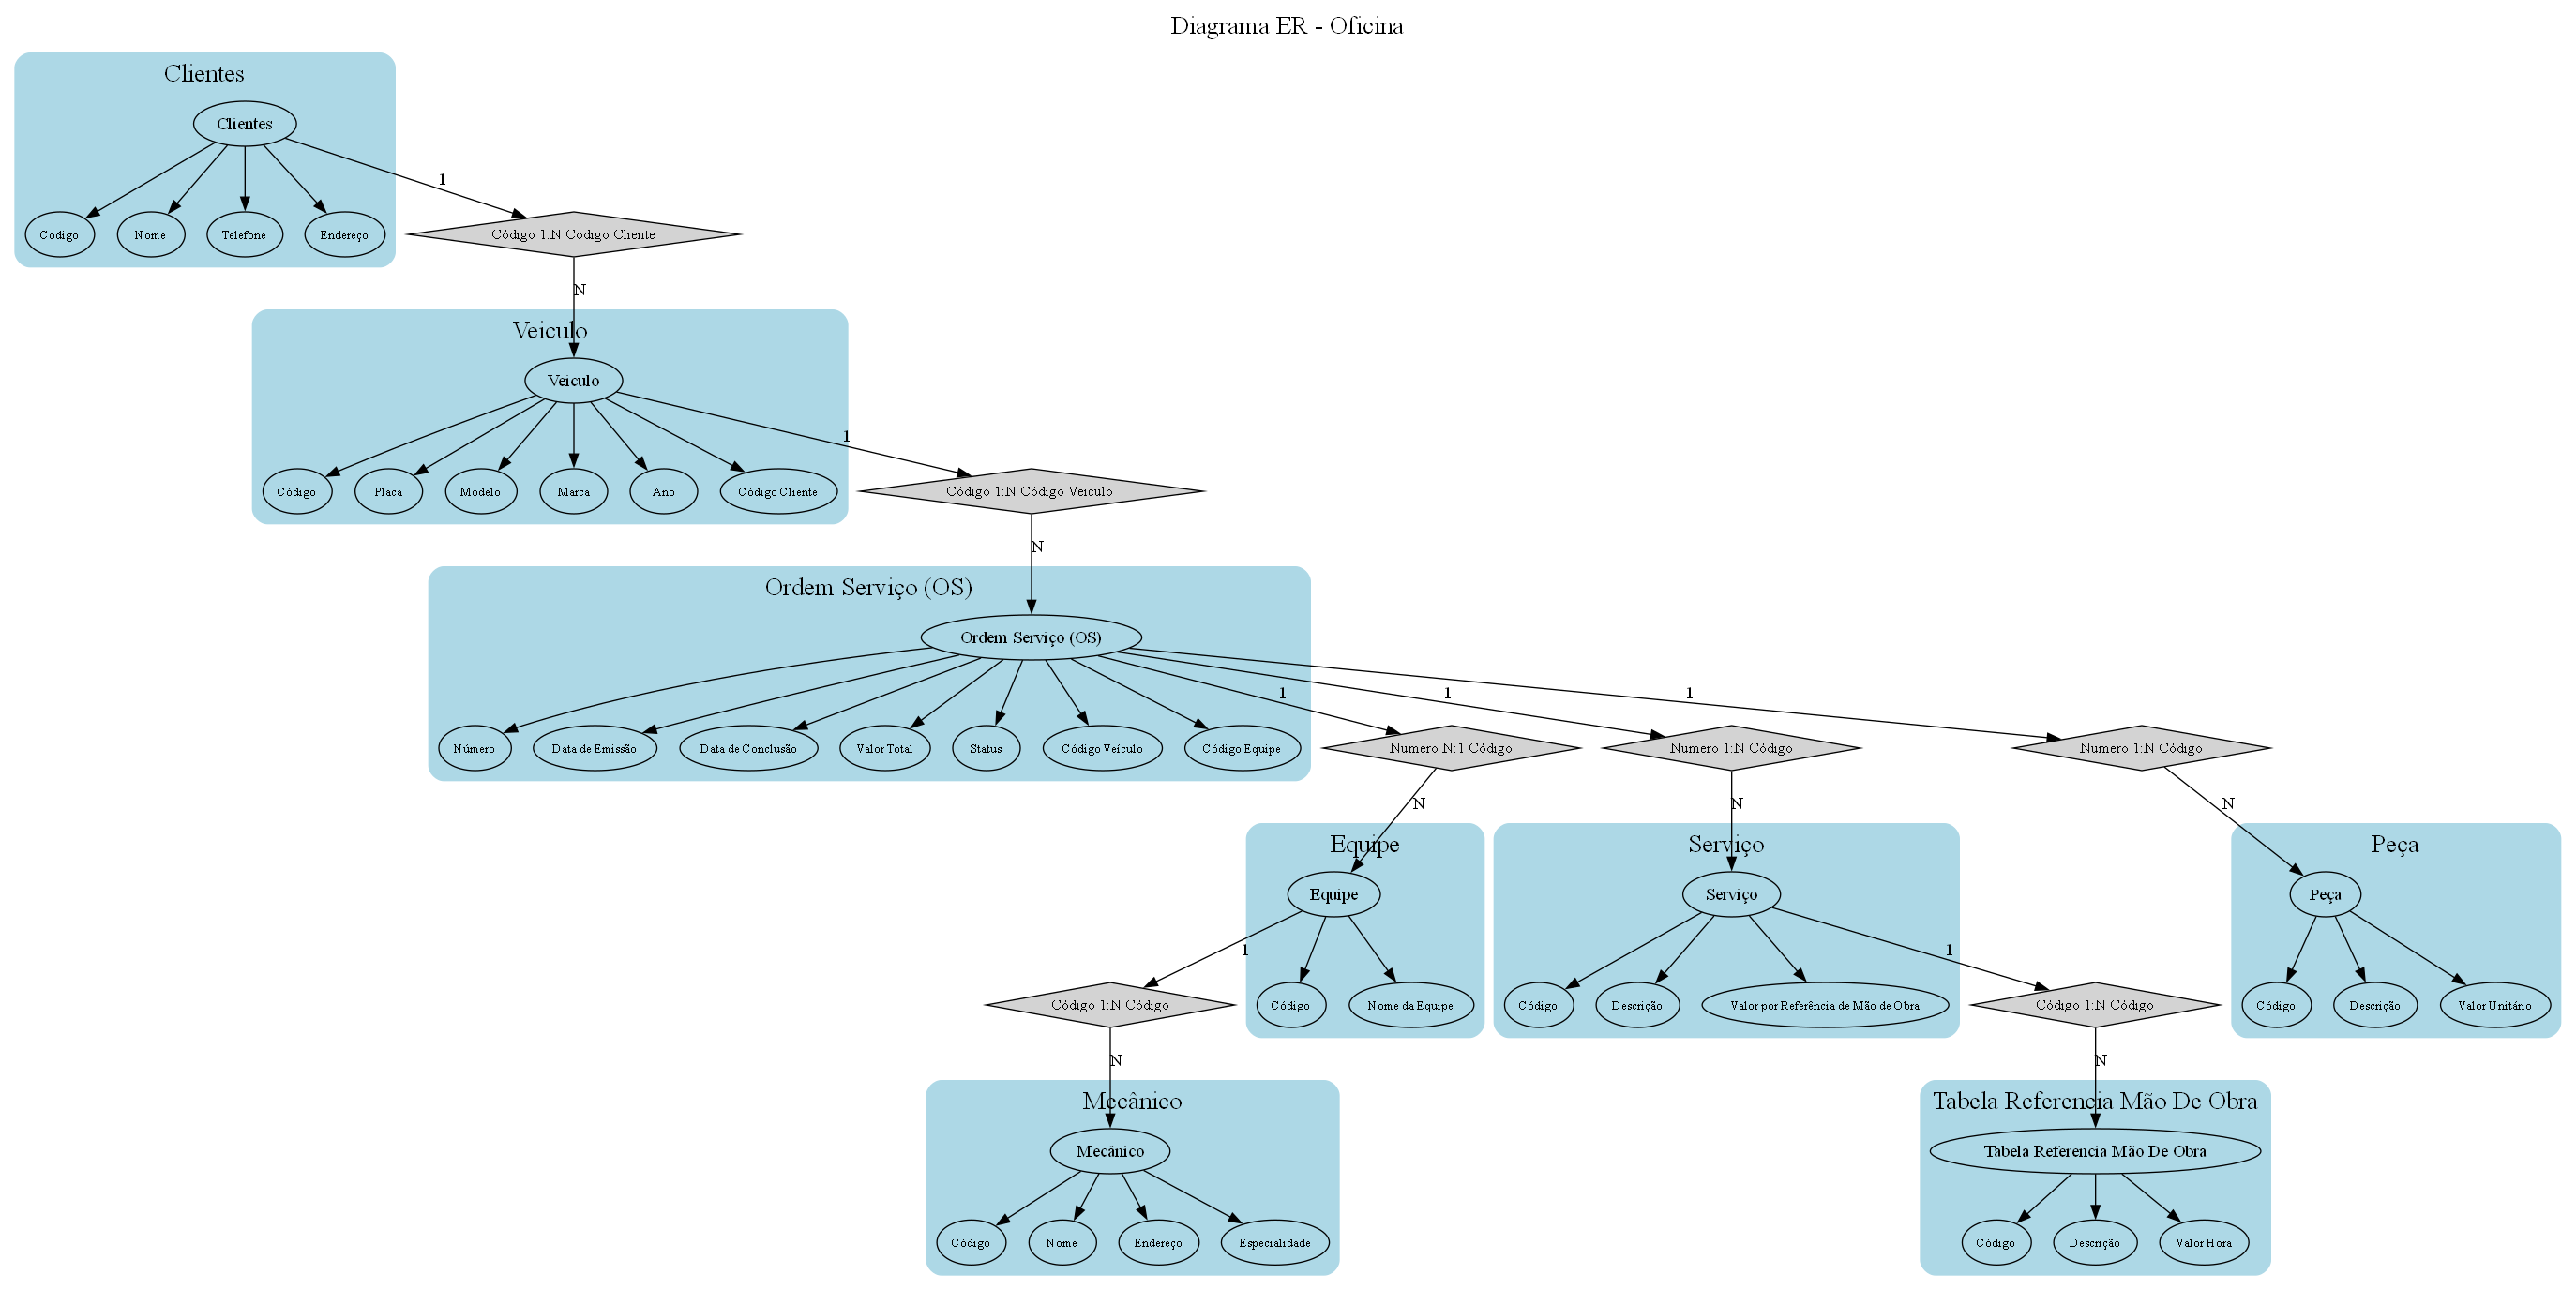 Diagrama ER - Oficina
Clientes
Clientes
1
Codigo
Nome
Telefone
Endereço
Código 1:N Código Cliente
N
Veiculo
Veiculo
1
Código
Placa
Modelo
Marca
Ano
Código Cliente
Código 1:N Código Veiculo
N
Ordem Serviço (OS)
Ordem Serviço (OS)
1
1
1
Número
Data de Emissão
Data de Conclusão
Valor Total
Status
Código Veículo
Código Equipe
Numero N:1 Código
Numero 1:N Código
Numero 1:N Código
N
N
N
Equipe
Serviço
Peça
Equipe
Serviço
Peça
1
1
Código 1:N Código
Código
Nome da Equipe
Código
Descrição
Valor por Referência de Mão de Obra
Código 1:N Código
Código
Descrição
Valor Unitário
N
N
Mecânico
Tabela Referencia Mão De Obra
Mecânico
Tabela Referencia Mão De Obra
Código
Nome
Endereço
Especialidade
Código
Descrição
Valor Hora